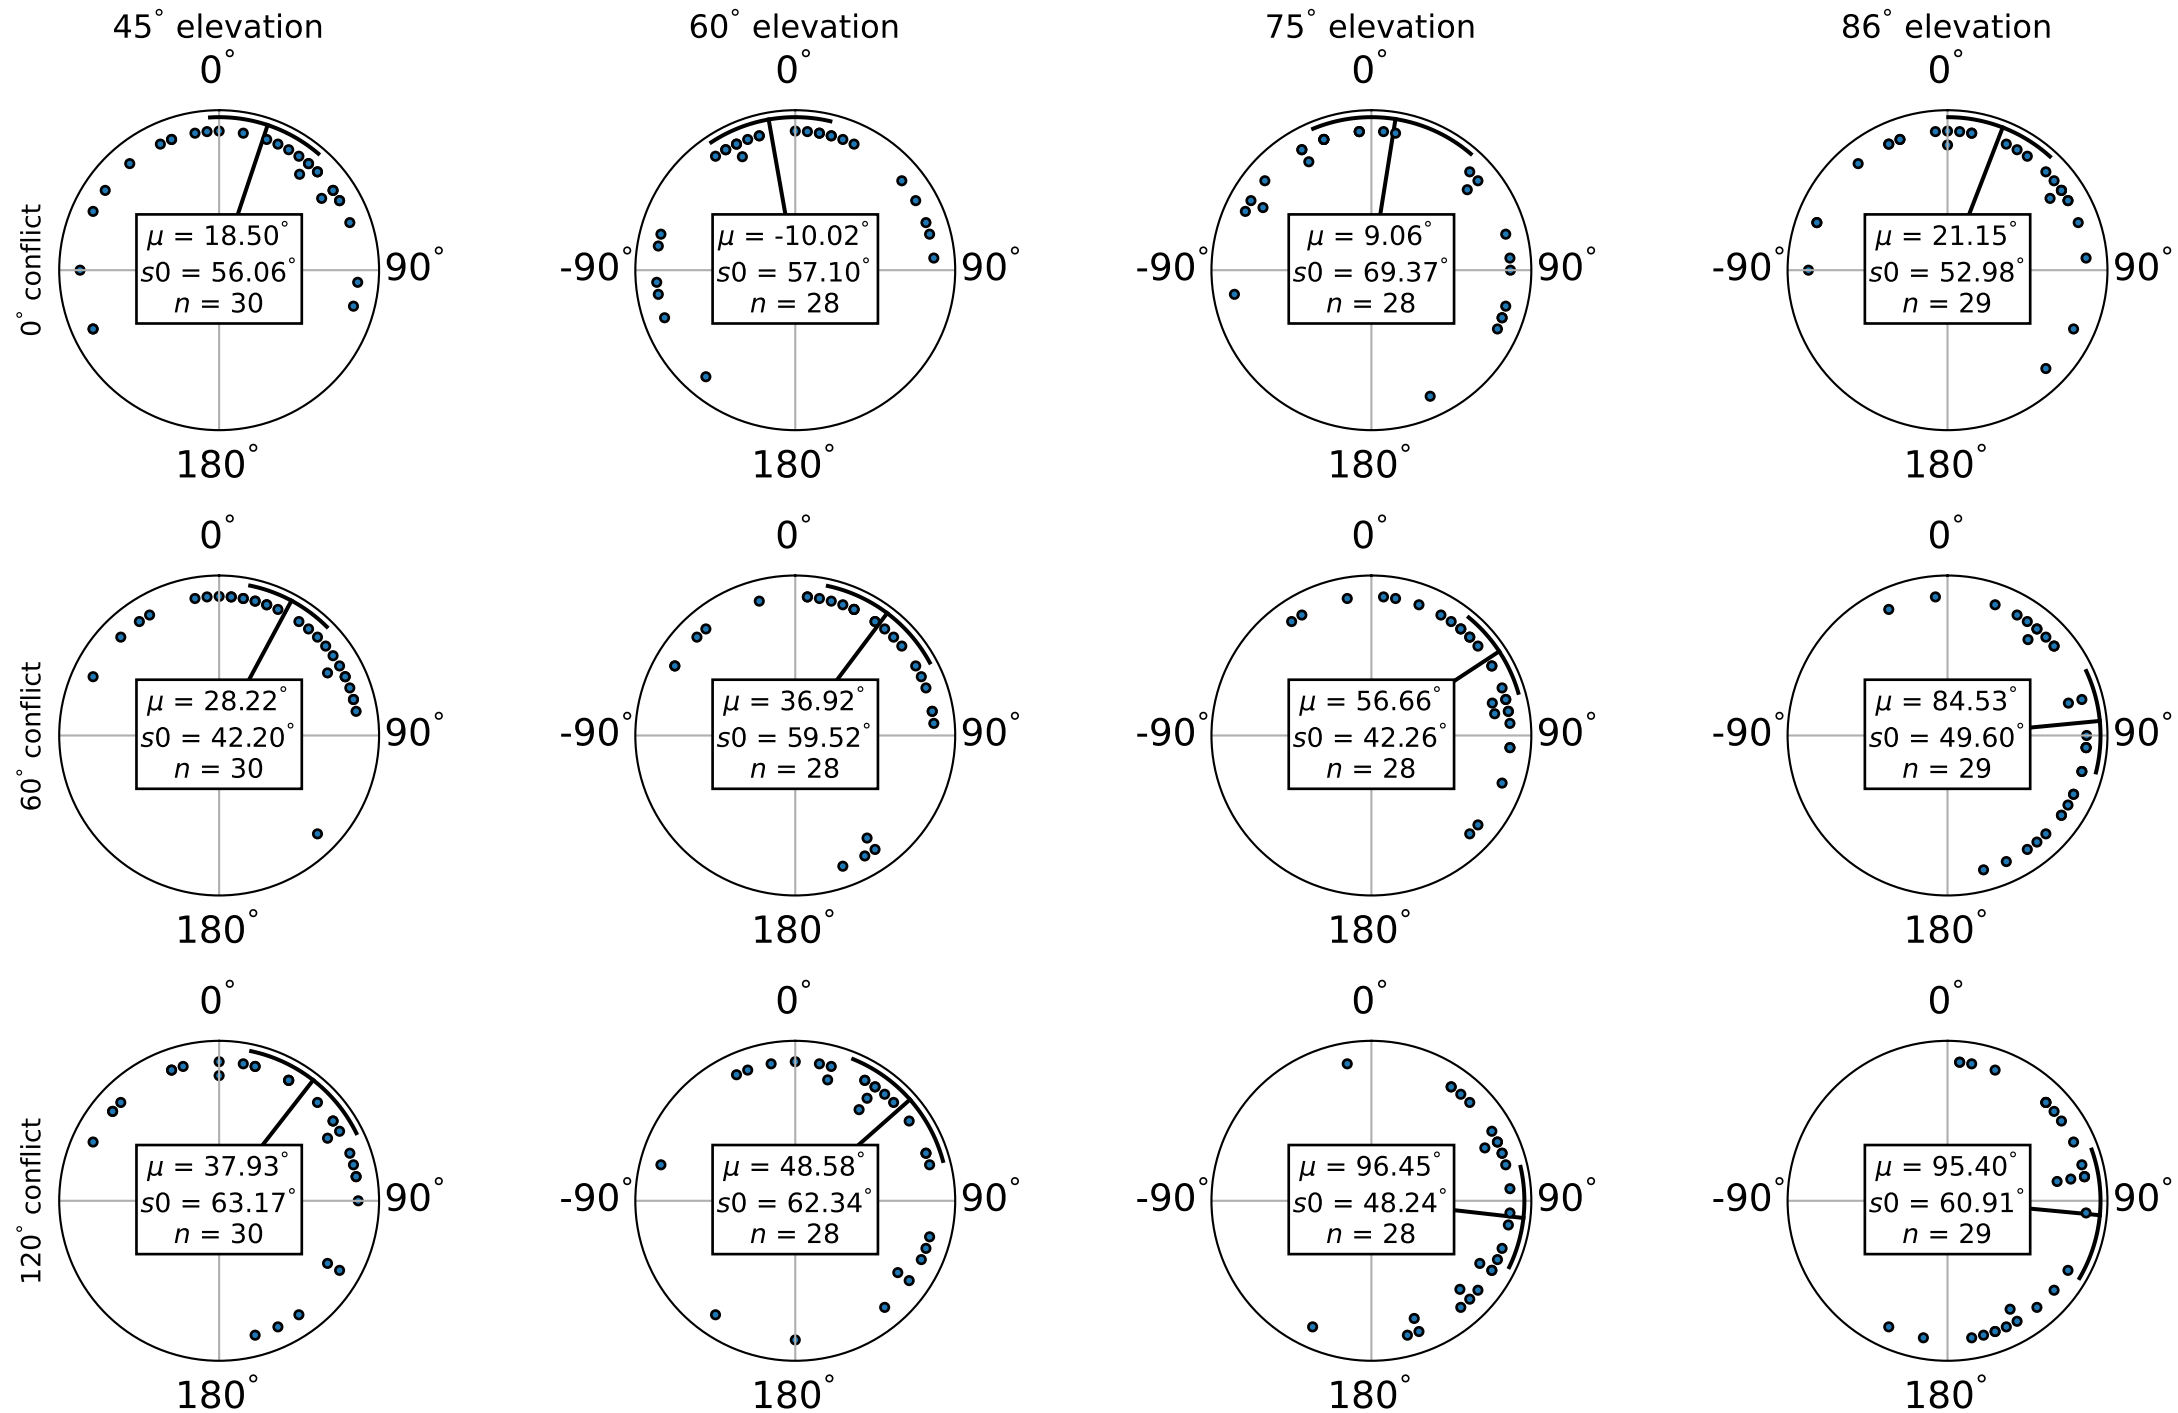 45° elevation
60° elevation
75° elevation
86° elevation
0°
0°
0°
0°
0° conflict
μ = 18.50°
s0 = 56.06°
n = 30
90°
-90°
μ = -10.02°
s0 = 57.10°
n = 28
90°
-90°
μ = 9.06°
s0 = 69.37°
n = 28
90°
-90°
μ = 21.15°
s0 = 52.98°
n = 29
90°
180°
180°
180°
180°
0°
0°
0°
0°
60° conflict
μ = 28.22°
s0 = 42.20°
n = 30
90°
-90°
μ = 36.92°
s0 = 59.52°
n = 28
90°
-90°
μ = 56.66°
s0 = 42.26°
n = 28
90°
-90°
μ = 84.53°
s0 = 49.60°
n = 29
90°
180°
180°
180°
180°
0°
0°
0°
0°
120° conflict
μ = 37.93°
s0 = 63.17°
n = 30
90°
-90°
μ = 48.58°
s0 = 62.34°
n = 28
90°
-90°
μ = 96.45°
s0 = 48.24°
n = 28
90°
-90°
μ = 95.40°
s0 = 60.91°
n = 29
90°
180°
180°
180°
180°